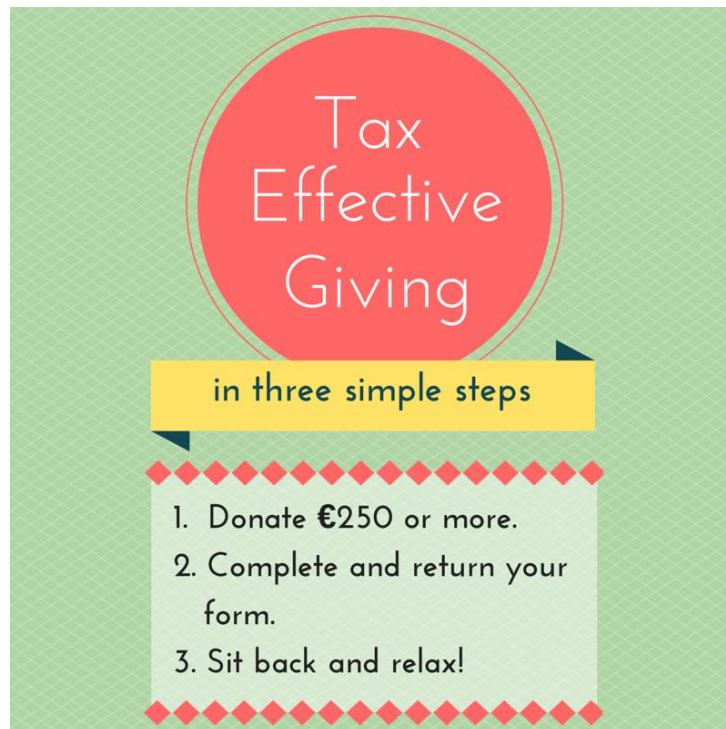 Tax
Effective
Giving
in three simple steps
1. Donate €250 or more.
2. Complete and return your
form.
3. Sit back and relax!